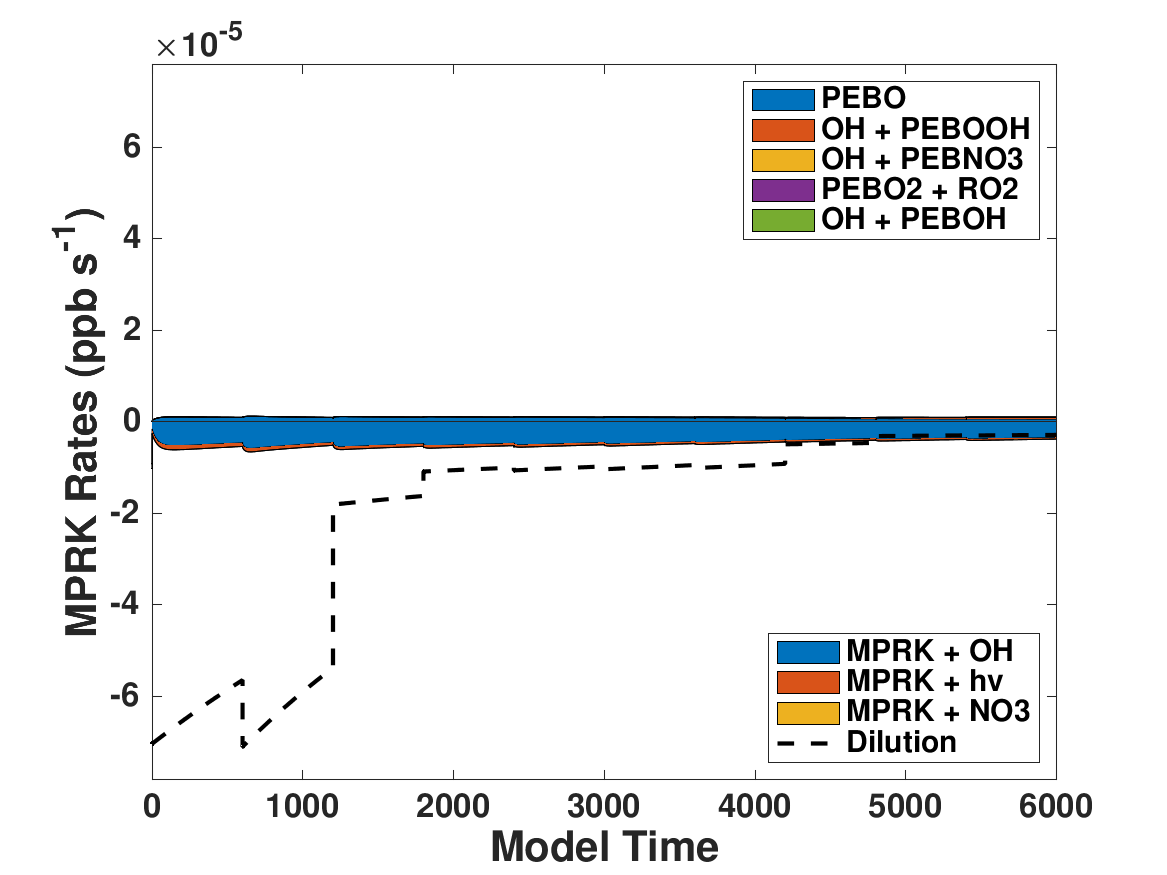 ×10-5
6
4
2
0
-2
-4
-6
MPRK Rates (ppb s-1)
PEBO
OH + PEBOOH
OH + PEBNO3
PEBO2 + RO2
OH + PEBOH
MPRK + OH
MPRK + hv
MPRK + NO3
Dilution
0 1000 2000 3000 4000 5000 6000
Model Time